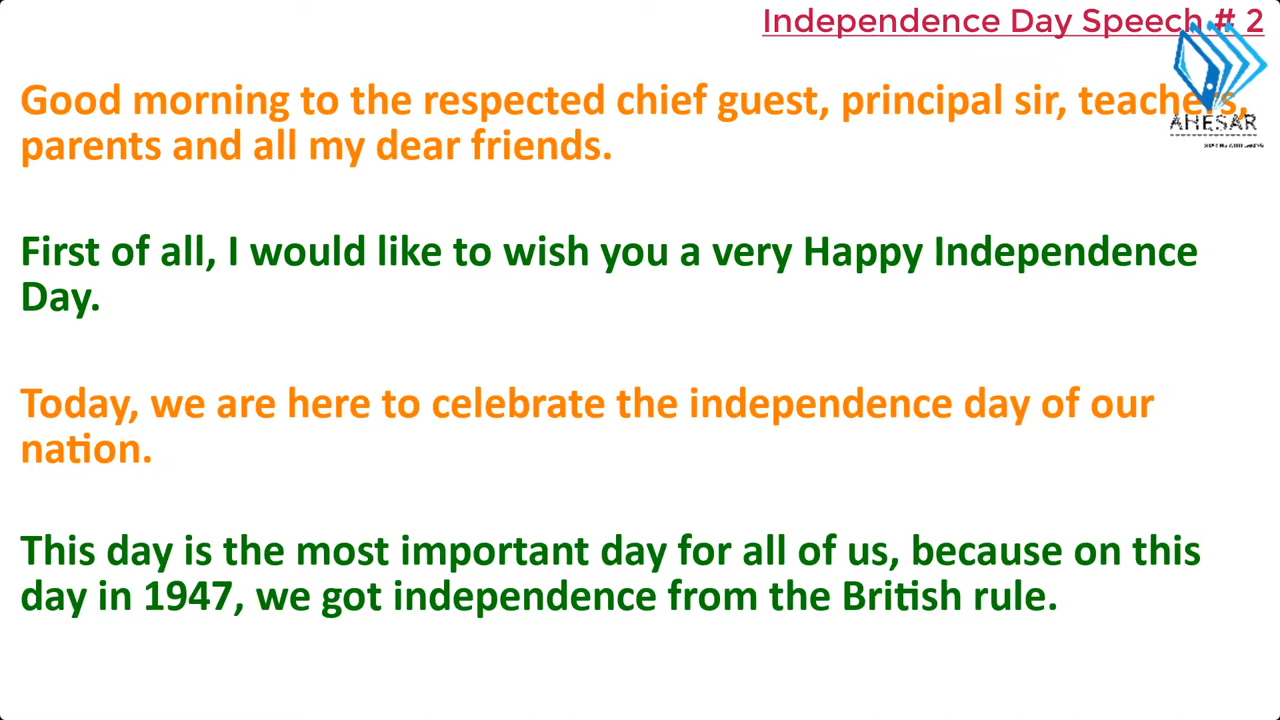 Independence Day Speech # 2
Good morning to the respected chief guest, principal sir, teachers,
parents and all my dear friends.
AHESAR
First of all, I would like to wish you a very Happy Independence
Day.
Today, we are here to celebrate the independence day of our
nation.
This day is the most important day for all of us, because on this
day in 1947, we got independence from the British rule.